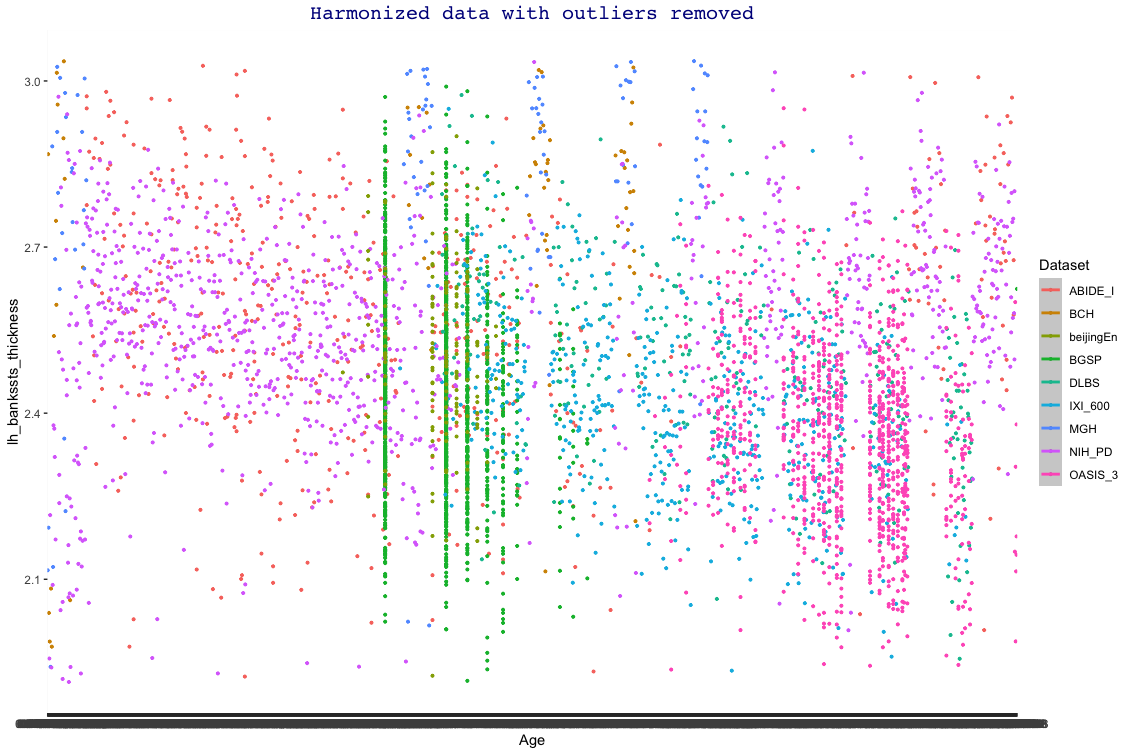 Harmonized data with outliers removed
lh_bankssts_thickness
3.0
2.7
2.4
2.1
Age
Dataset
ABIDE_I
BCH
beijingEn
BGSP
DLBS
IXI_600
MGH
NIH_PD
OASIS_3